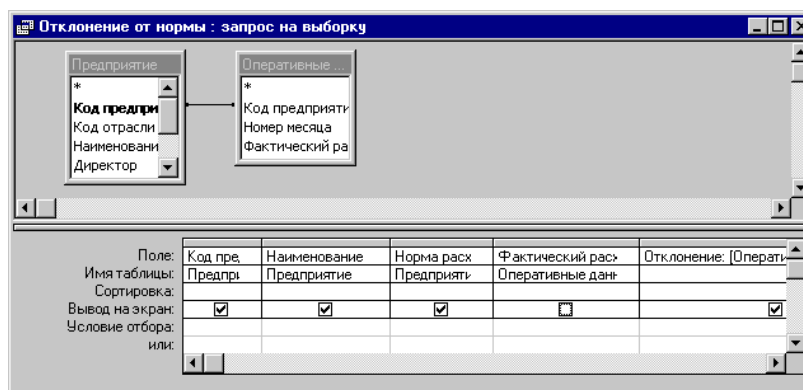 Отклонение от нормы : запрос на выборку
Предприятие
*
Код предпри
Код отрасли
Наименовани
Директор
Оперативные ...
*
Код предприяти
Номер месяца
Фактический ра
Поле: Код пред Наименование Норма расх Фактический расх Отклонение: [Операти
Имя таблицы: Предпри Предприятие Предприяти Оперативные данн
Сортировка:
Вывод на экран:
Условие отбора:
или: